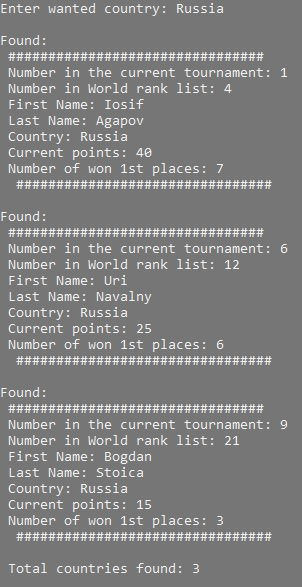 Enter wanted country: Russia
Found:
################################
Number in the current tournament: 1
Number in World rank list: 4
First Name: Iosif
Last Name: Agapov
Country: Russia
Current points: 40
Number of won 1st places: 7
################################
Found:
################################
Number in the current tournament: 6
Number in World rank list: 12
First Name: Uri
Last Name: Navalny
Country: Russia
Current points: 25
Number of won 1st places: 6
################################
Found:
################################
Number in the current tournament: 9
Number in World rank list: 21
First Name: Bogdan
Last Name: Stoica
Country: Russia
Current points: 15
Number of won 1st places: 3
################################
Total countries found: 3